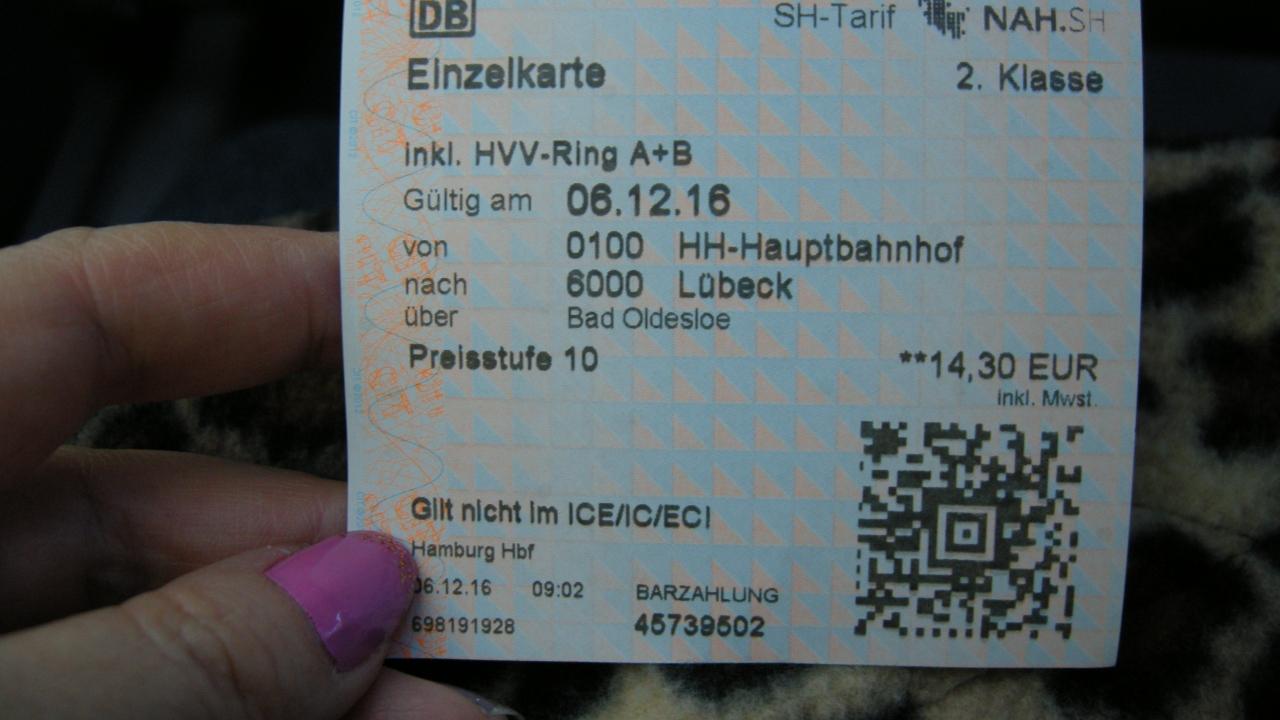 DB SH-Tarif NAH.SH
Einzelkarte 2. Klasse
inkl. HVV-Ring A+B
Gültig am 06.12.16
von 0100 HH-Hauptbahnhof
nach 6000 Lübeck
über Bad Oldesloe
Preisstufe 10 **14,30 EUR
inkl. Mwst.
Gilt nicht im ICE/IC/EC!
Hamburg Hbf
06.12.16 09:02 BARZAHLUNG
698191928 45739502